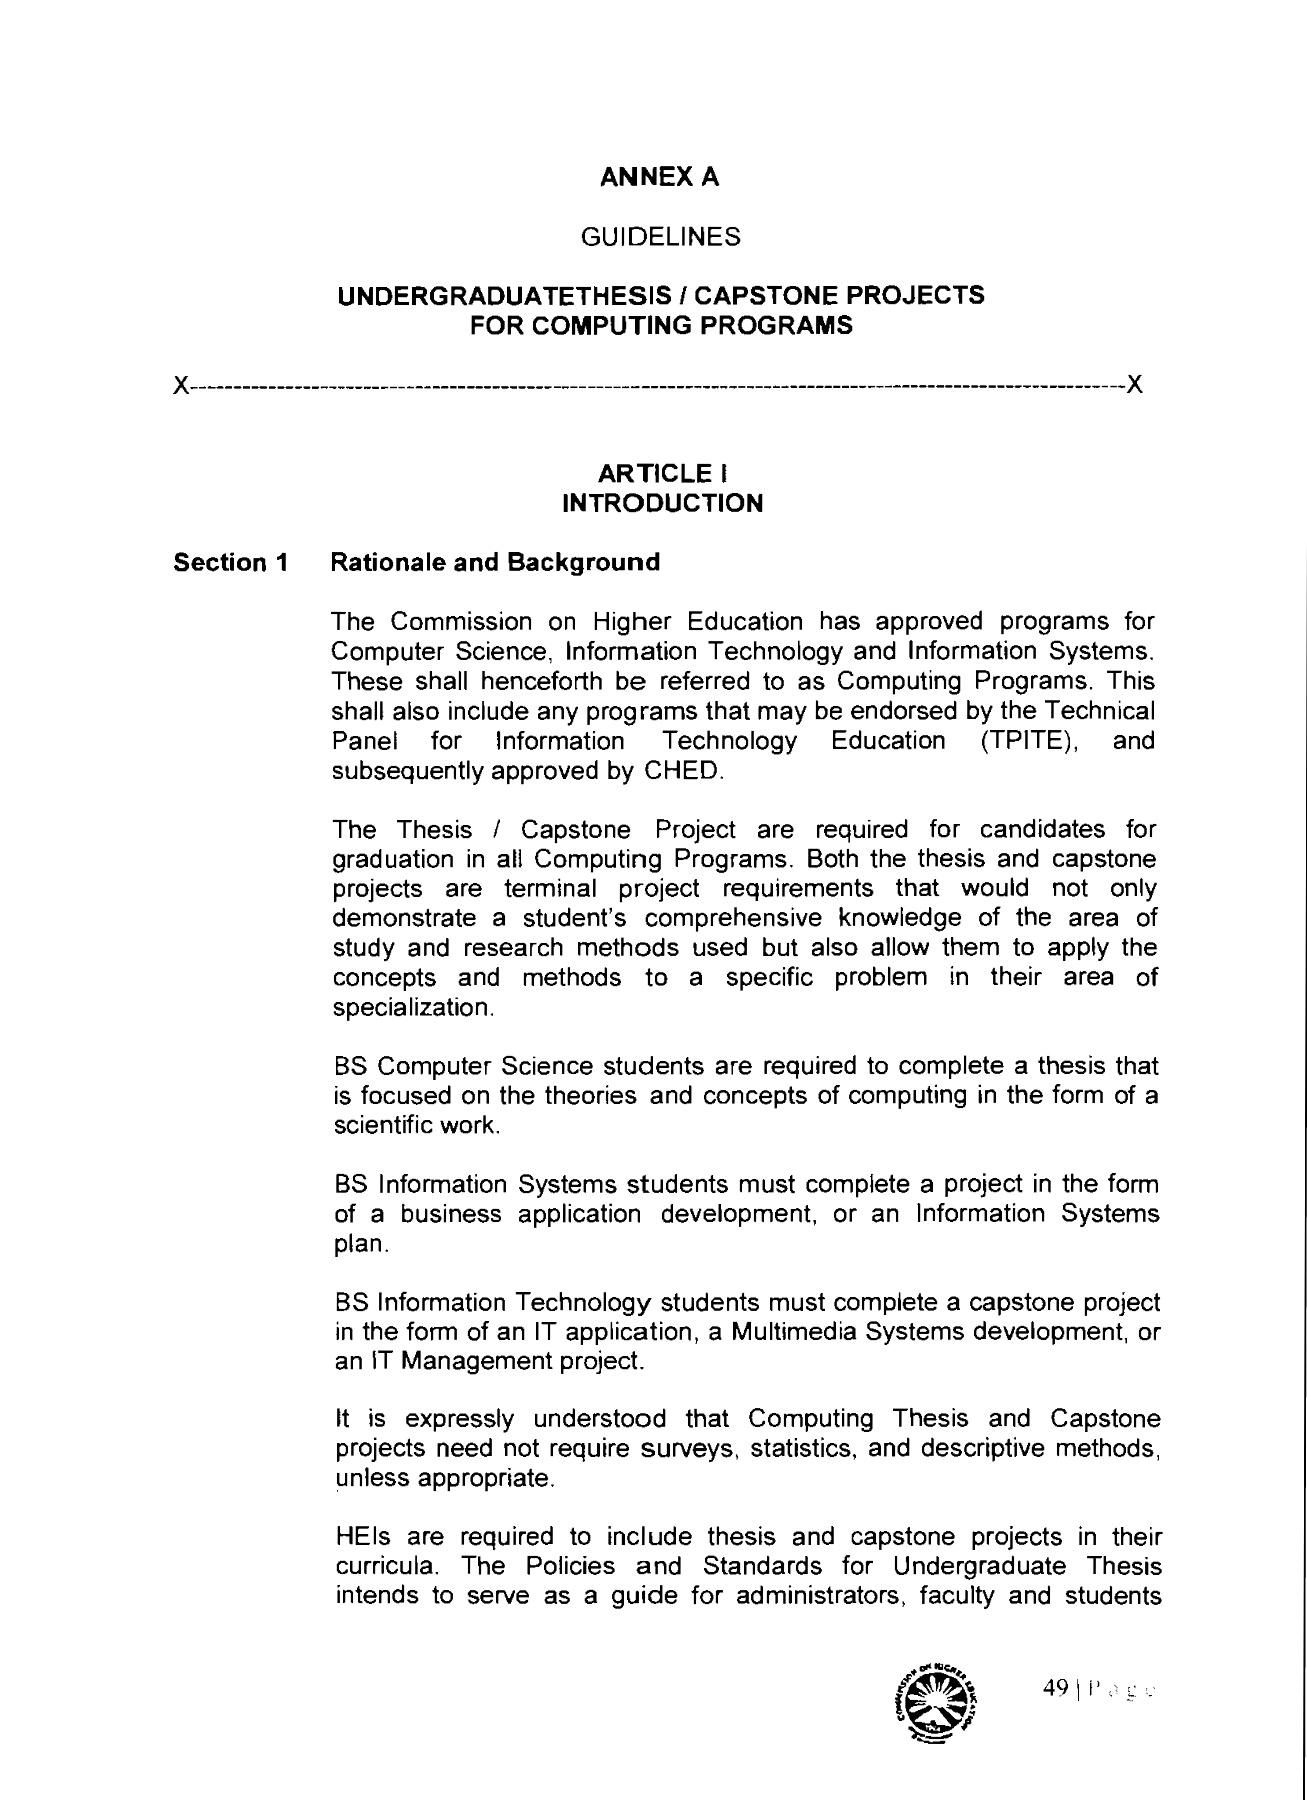 ANNEX A
GUIDELINES
UNDERGRADUATETHESIS / CAPSTONE PROJECTS
FOR COMPUTING PROGRAMS
X---------------------------------------------------------------------------------------------------------------X
ARTICLE I
INTRODUCTION
Section 1 Rationale and Background
The Commission on Higher Education has approved programs for
Computer Science, Information Technology and Information Systems.
These shall henceforth be referred to as Computing Programs. This
shall also include any programs that may be endorsed by the Technical
Panel for Information Technology Education (TPITE), and
subsequently approved by CHED.
The Thesis / Capstone Project are required for candidates for
graduation in all Computing Programs. Both the thesis and capstone
projects are terminal project requirements that would not only
demonstrate a student's comprehensive knowledge of the area of
study and research methods used but also allow them to apply the
concepts and methods to a specific problem in their area of
specialization.
BS Computer Science students are required to complete a thesis that
is focused on the theories and concepts of computing in the form of a
scientific work.
BS Information Systems students must complete a project in the form
of a business application development, or an Information Systems
plan.
BS Information Technology students must complete a capstone project
in the form of an IT application, a Multimedia Systems development, or
an IT Management project.
It is expressly understood that Computing Thesis and Capstone
projects need not require surveys, statistics, and descriptive methods,
unless appropriate.
HEIs are required to include thesis and capstone projects in their
curricula. The Policies and Standards for Undergraduate Thesis
intends to serve as a guide for administrators, faculty and students
COMMISSION ON HIGHER EDUCATION
49 | Page